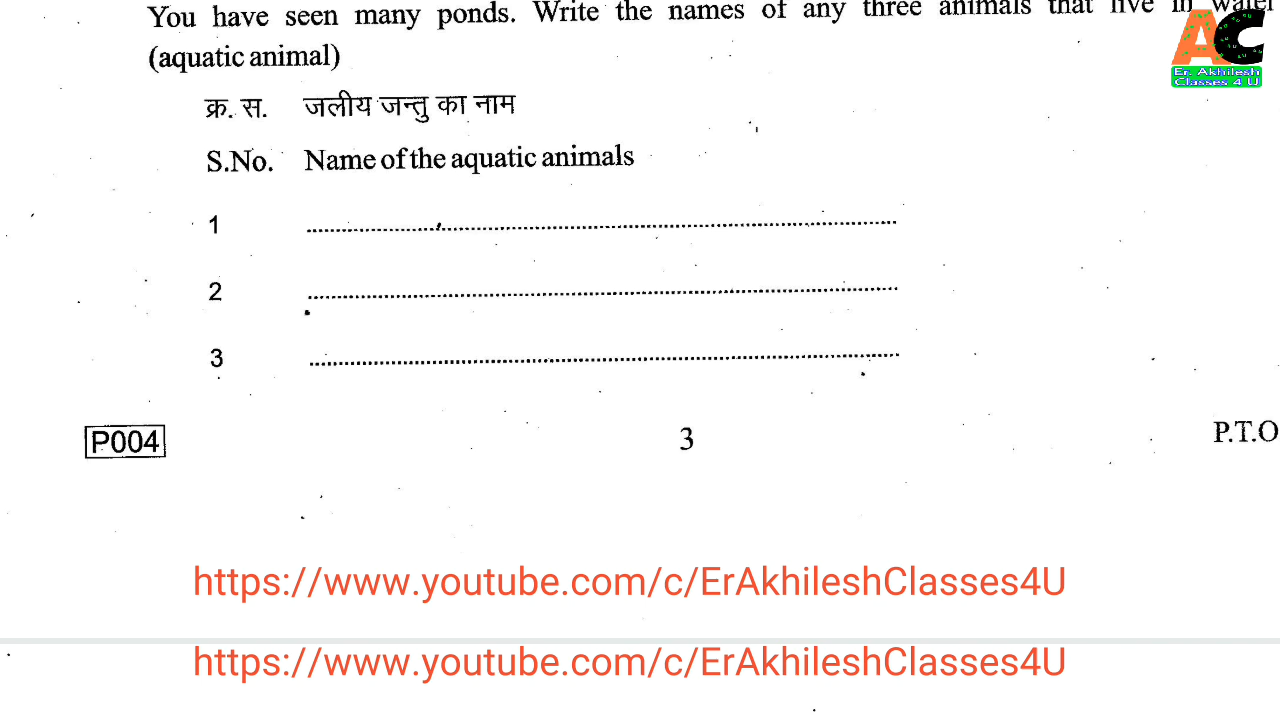 You have seen many ponds. Write the names of any three animals that live in water
(aquatic animal)
AC
Er. Akhilesh
Classes 4 U
क्र. स. जलीय जन्तु का नाम
S.No. Name of the aquatic animals
1 ........................................
2 ........................................
3 ........................................
P004 3 P.T.O
https://www.youtube.com/c/ErAkhileshClasses4U
https://www.youtube.com/c/ErAkhileshClasses4U